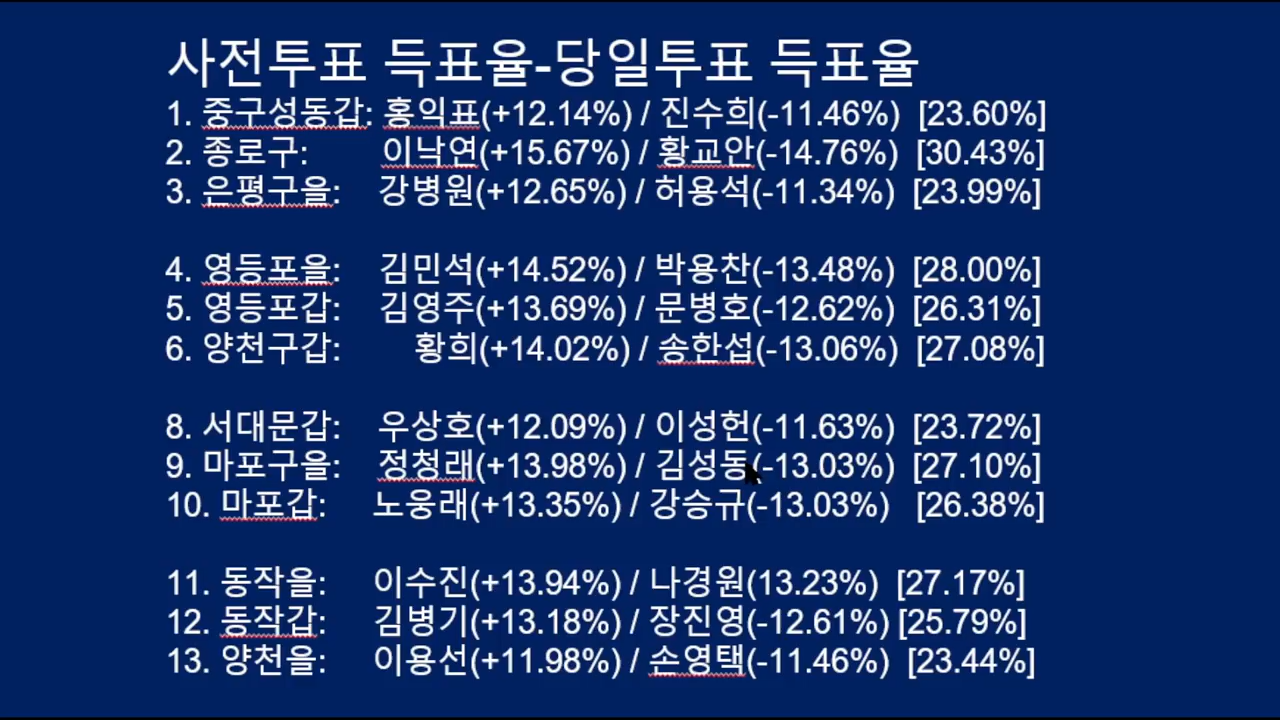 사전투표 득표율-당일투표 득표율
1. 중구성동갑: 홍익표(+12.14%) / 진수희(-11.46%) [23.60%]
2. 종로구: 이낙연(+15.67%) / 황교안(-14.76%) [30.43%]
3. 은평구을: 강병원(+12.65%) / 허용석(-11.34%) [23.99%]
4. 영등포을: 김민석(+14.52%) / 박용찬(-13.48%) [28.00%]
5. 영등포갑: 김영주(+13.69%) / 문병호(-12.62%) [26.31%]
6. 양천구갑: 황희(+14.02%) / 송한섭(-13.06%) [27.08%]
8. 서대문갑: 우상호(+12.09%) / 이성헌(-11.63%) [23.72%]
9. 마포구을: 정청래(+13.98%) / 김성동(-13.03%) [27.10%]
10. 마포갑: 노웅래(+13.35%) / 강승규(-13.03%) [26.38%]
11. 동작을: 이수진(+13.94%) / 나경원(13.23%) [27.17%]
12. 동작갑: 김병기(+13.18%) / 장진영(-12.61%) [25.79%]
13. 양천을: 이용선(+11.98%) / 손영택(-11.46%) [23.44%]